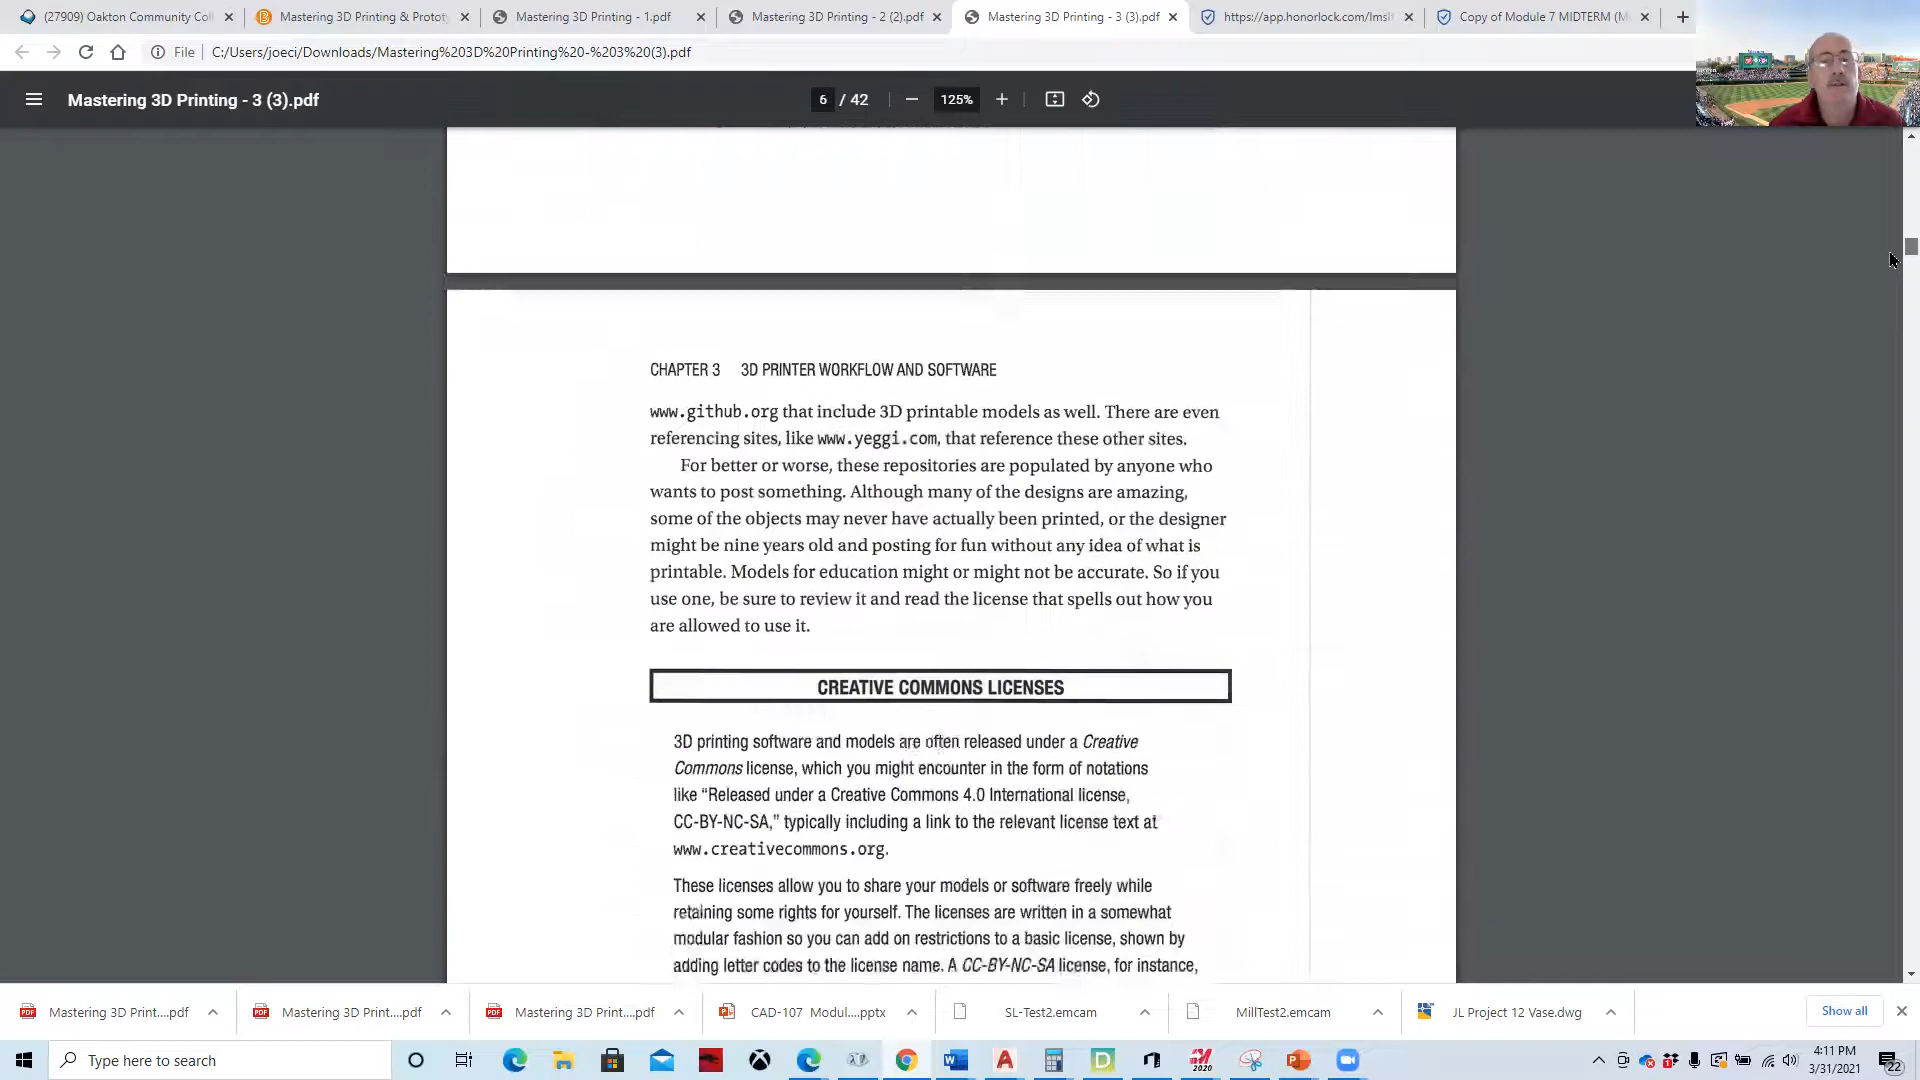 (27909) Oakton Community Col
Mastering 3D Printing & Prototy
Mastering 3D Printing - 1.pdf
Mastering 3D Printing - 2 (2).pdf
Mastering 3D Printing - 3 (3).pdf
https://app.honorlock.com/lmsl
Copy of Module 7 MIDTERM (M
File
C:/Users/joeci/Downloads/Mastering%203D%20Printing%20-%203%20(3).pdf
Mastering 3D Printing - 3 (3).pdf
6 / 42
125%
CHAPTER 3 3D PRINTER WORKFLOW AND SOFTWARE
www.github.org that include 3D printable models as well. There are even
referencing sites, like www.yeggi.com, that reference these other sites.
For better or worse, these repositories are populated by anyone who
wants to post something. Although many of the designs are amazing,
some of the objects may never have actually been printed, or the designer
might be nine years old and posting for fun without any idea of what is
printable. Models for education might or might not be accurate. So if you
use one, be sure to review it and read the license that spells out how you
are allowed to use it.
CREATIVE COMMONS LICENSES
3D printing software and models are often released under a Creative
Commons license, which you might encounter in the form of notations
like “Released under a Creative Commons 4.0 International license,
CC-BY-NC-SA,” typically including a link to the relevant license text at
www.creativecommons.org.
These licenses allow you to share your models or software freely while
retaining some rights for yourself. The licenses are written in a somewhat
modular fashion so you can add on restrictions to a basic license, shown by
adding letter codes to the license name. A CC-BY-NC-SA license, for instance,
Mastering 3D Print....pdf
Mastering 3D Print....pdf
Mastering 3D Print....pdf
CAD-107 Modul....pptx
SL-Test2.emcam
MillTest2.emcam
JL Project 12 Vase.dwg
Show all
Type here to search
2020
4:11 PM
3/31/2021
22